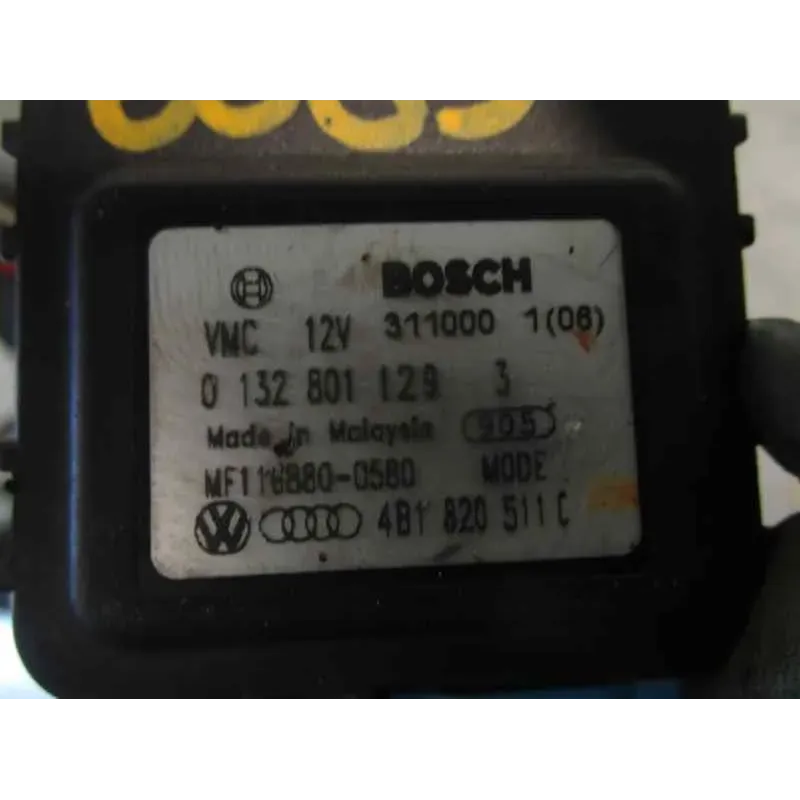 BOSCH
VMC 12V 311000 1(06)
0 132 801 129 3
Made in Malaysia 905
MF116880-0580 MODE
4B1 820 511 C